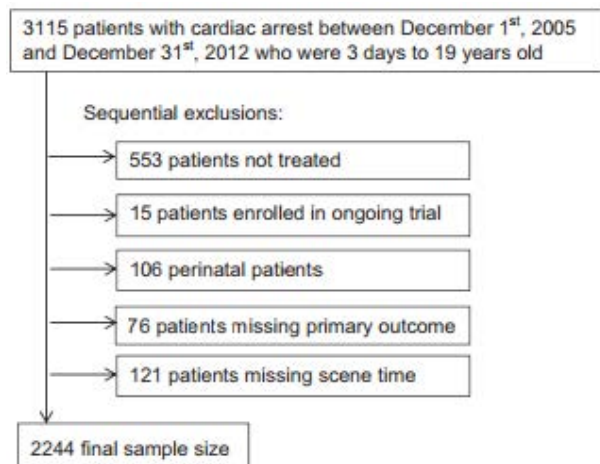 3115 patients with cardiac arrest between December 1st, 2005
and December 31st, 2012 who were 3 days to 19 years old
Sequential exclusions:
553 patients not treated
15 patients enrolled in ongoing trial
106 perinatal patients
76 patients missing primary outcome
121 patients missing scene time
2244 final sample size